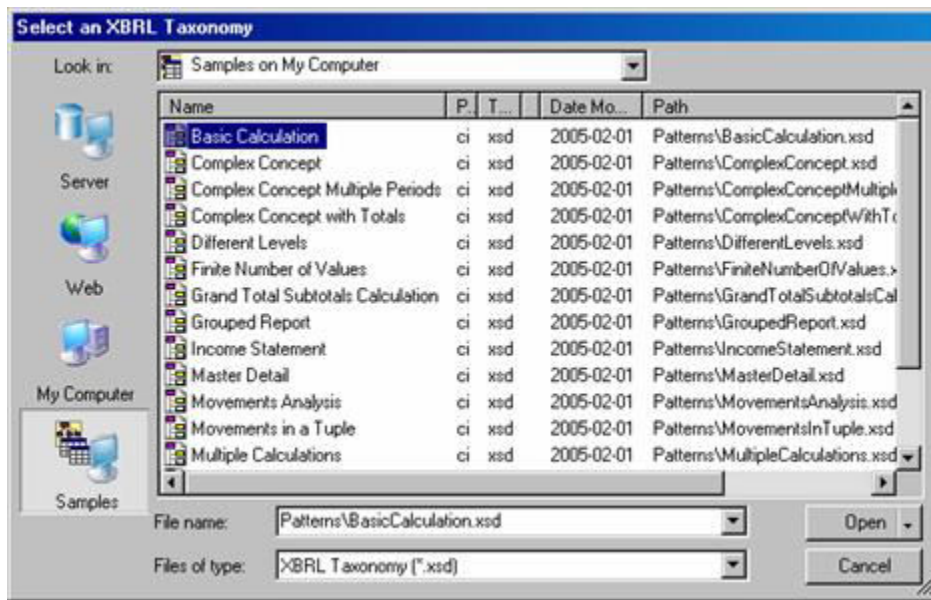 Select an XBRL Taxonomy
Look in: Samples on My Computer
Name P. T... Date Mo... Path
Basic Calculation ci xsd 2005-02-01 Patterns\BasicCalculation.xsd
Complex Concept ci xsd 2005-02-01 Patterns\ComplexConcept.xsd
Server
Complex Concept Multiple Periods ci xsd 2005-02-01 Patterns\ComplexConceptMultipl
Complex Concept with Totals ci xsd 2005-02-01 Patterns\ComplexConceptWithTo
Different Levels ci xsd 2005-02-01 Patterns\DifferentLevels.xsd
Finite Number of Values ci xsd 2005-02-01 Patterns\FiniteNumberOfValues.x
Web
Grand Total Subtotals Calculation ci xsd 2005-02-01 Patterns\GrandTotalSubtotalsCal
Grouped Report ci xsd 2005-02-01 Patterns\GroupedReport.xsd
Income Statement ci xsd 2005-02-01 Patterns\IncomeStatement.xsd
Master Detail ci xsd 2005-02-01 Patterns\MasterDetail.xsd
My Computer
Movements Analysis ci xsd 2005-02-01 Patterns\MovementsAnalysis.xsd
Movements in a Tuple ci xsd 2005-02-01 Patterns\MovementsInTuple.xsd
Multiple Calculations ci xsd 2005-02-01 Patterns\MultipleCalculations.xsd
Samples
File name: Patterns\BasicCalculation.xsd Open
Files of type: XBRL Taxonomy (*.xsd) Cancel